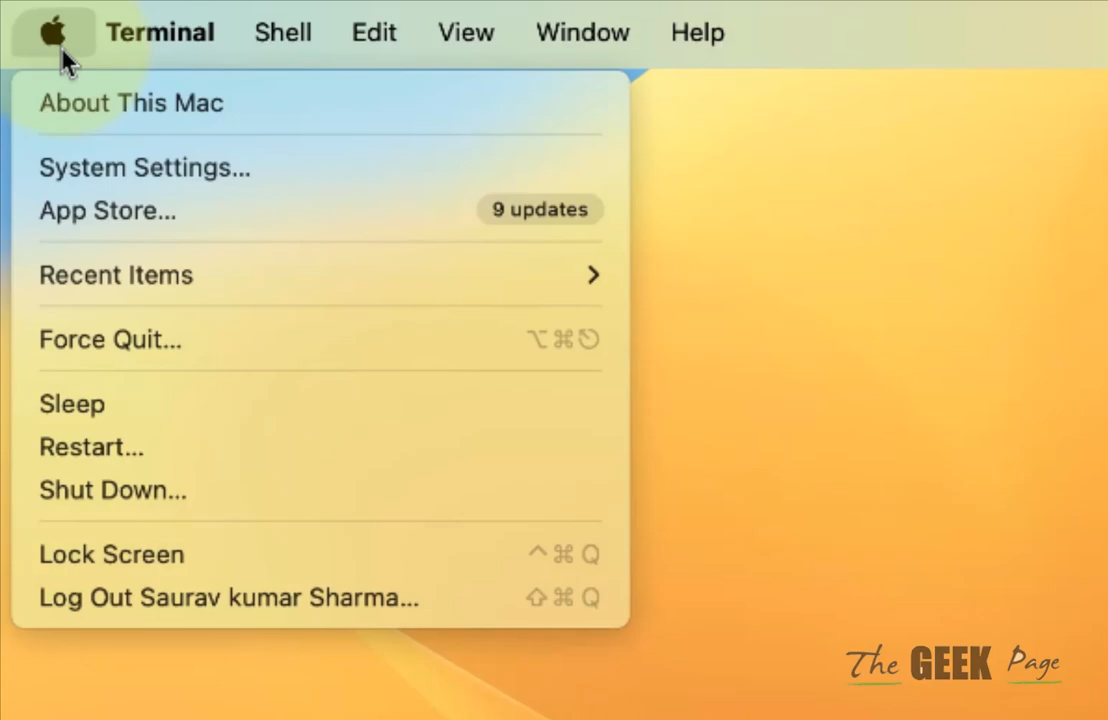 Terminal Shell Edit View Window Help
About This Mac
System Settings...
App Store... 9 updates
Recent Items
Force Quit... ⌥⌘⎋
Sleep
Restart...
Shut Down...
Lock Screen ^⌘Q
Log Out Saurav kumar Sharma... ⇧⌘Q
The GEEK Page